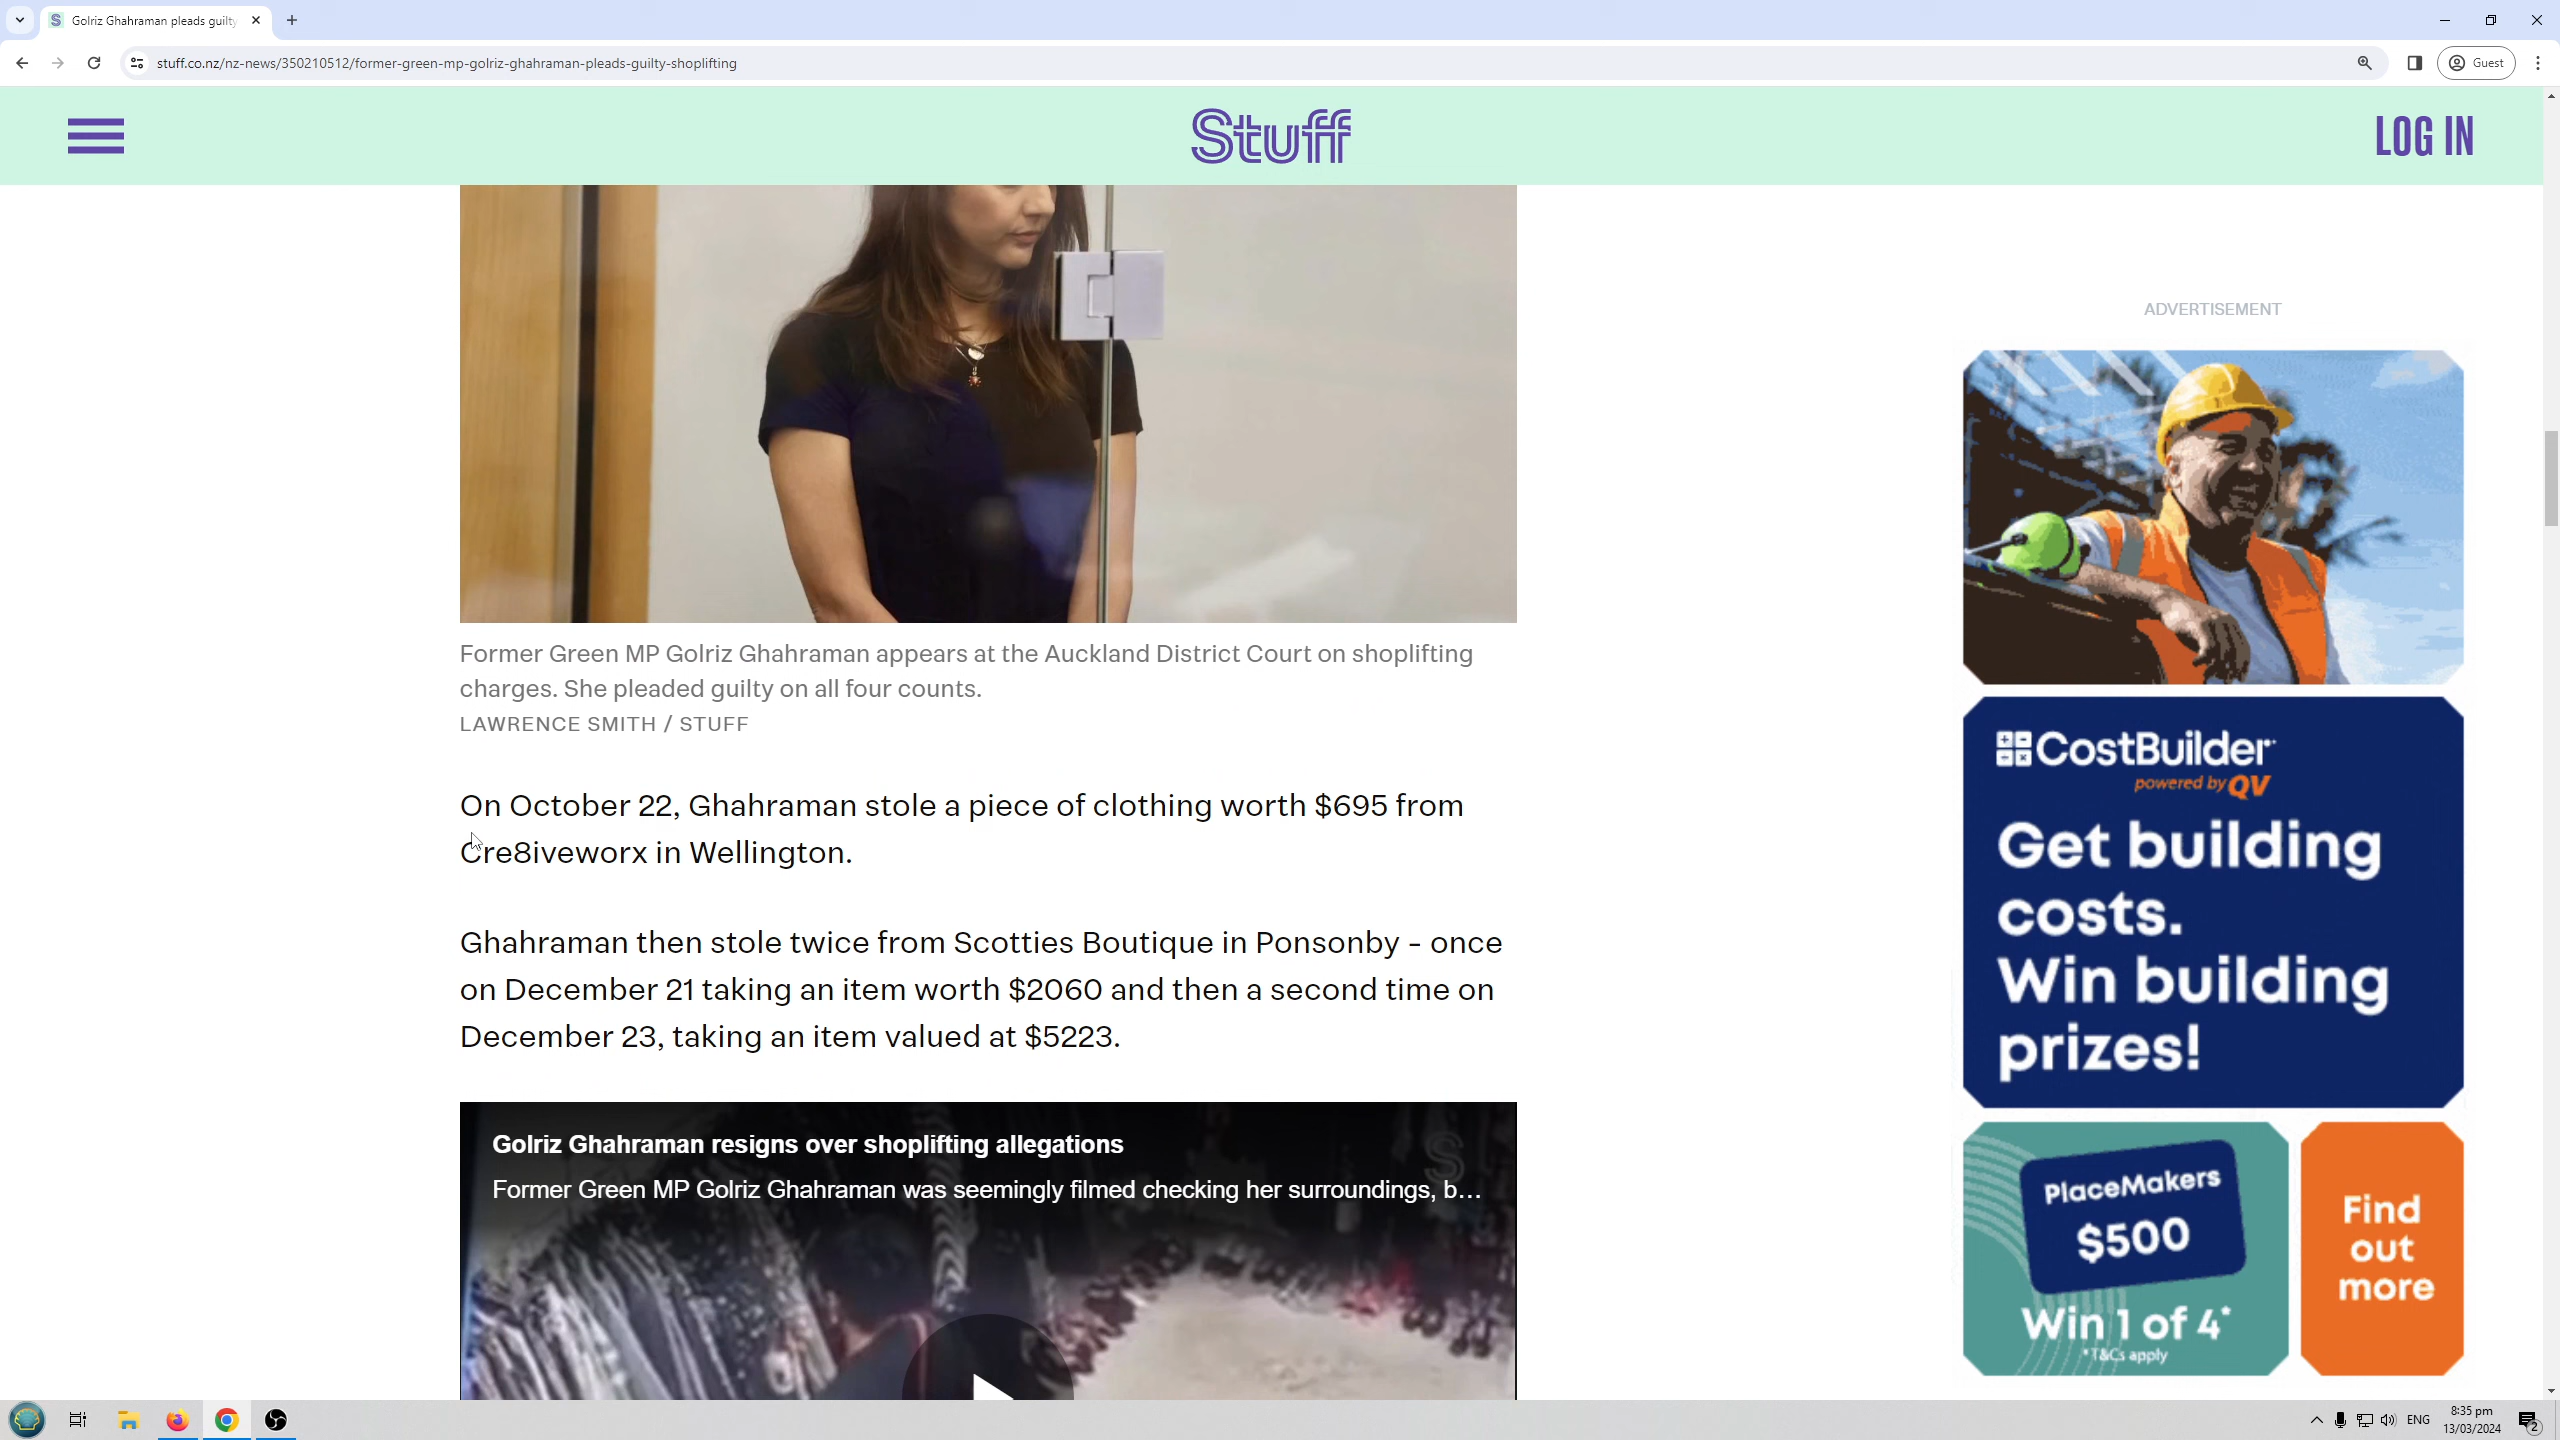 Golriz Ghahraman pleads guilty
stuff.co.nz/nz-news/350210512/former-green-mp-golriz-ghahraman-pleads-guilty-shoplifting
Guest
Stuff
LOG IN
Former Green MP Golriz Ghahraman appears at the Auckland District Court on shoplifting
charges. She pleaded guilty on all four counts.
LAWRENCE SMITH / STUFF
On October 22, Ghahraman stole a piece of clothing worth $695 from
Cre8iveworx in Wellington.
Ghahraman then stole twice from Scotties Boutique in Ponsonby - once
on December 21 taking an item worth $2060 and then a second time on
December 23, taking an item valued at $5223.
Golriz Ghahraman resigns over shoplifting allegations
Former Green MP Golriz Ghahraman was seemingly filmed checking her surroundings, b...
ADVERTISEMENT
CostBuilder
powered by QV
Get building
costs.
Win building
prizes!
PlaceMakers
$500
Win 1 of 4*
*T&Cs apply
Find
out
more
ENG
8:35 pm
13/03/2024
2